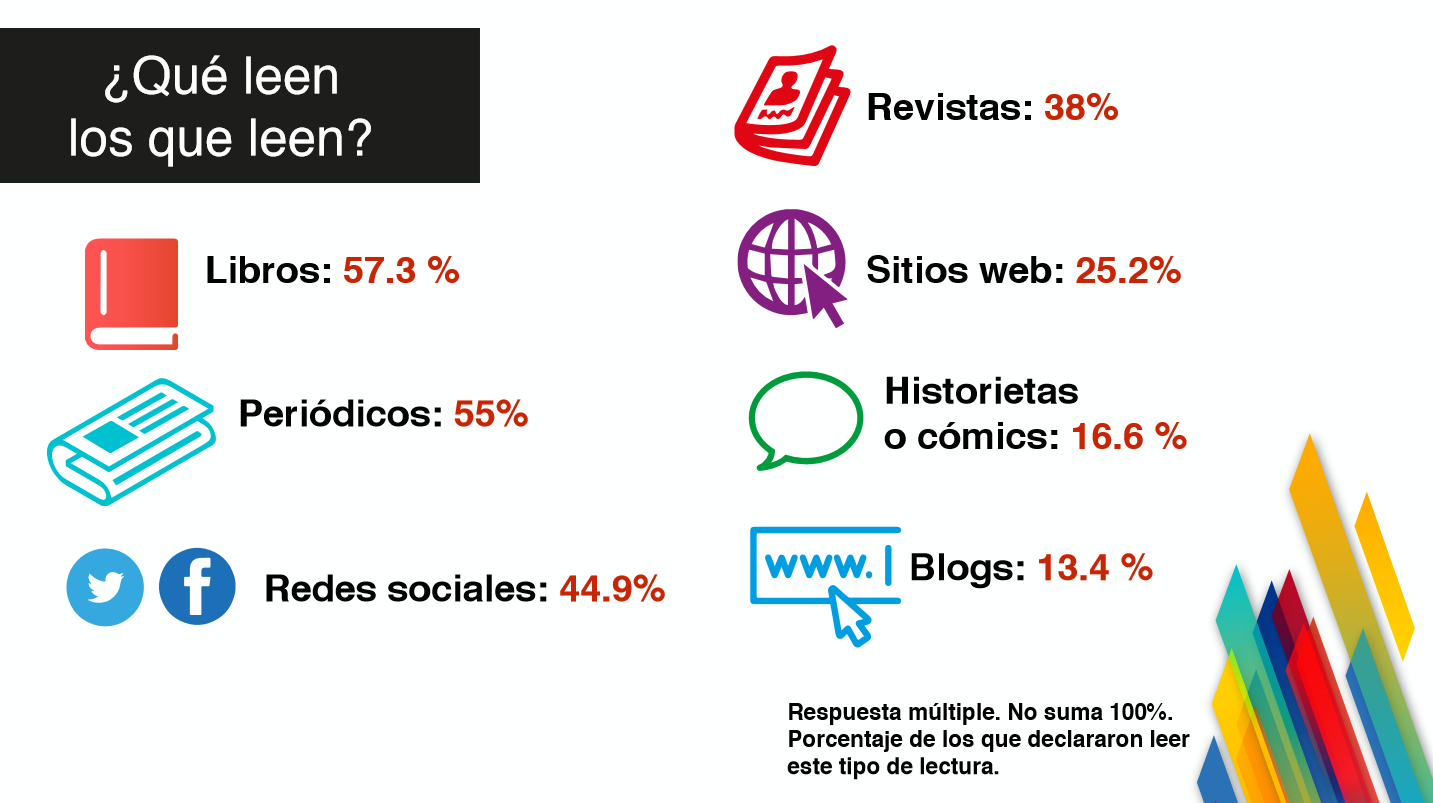 ¿Qué leen
los que leen?
Libros: 57.3 %
Periódicos: 55%
Redes sociales: 44.9%
Revistas: 38%
Sitios web: 25.2%
Historietas
o cómics: 16.6 %
www.
Blogs: 13.4 %
Respuesta múltiple. No suma 100%.
Porcentaje de los que declararon leer
este tipo de lectura.